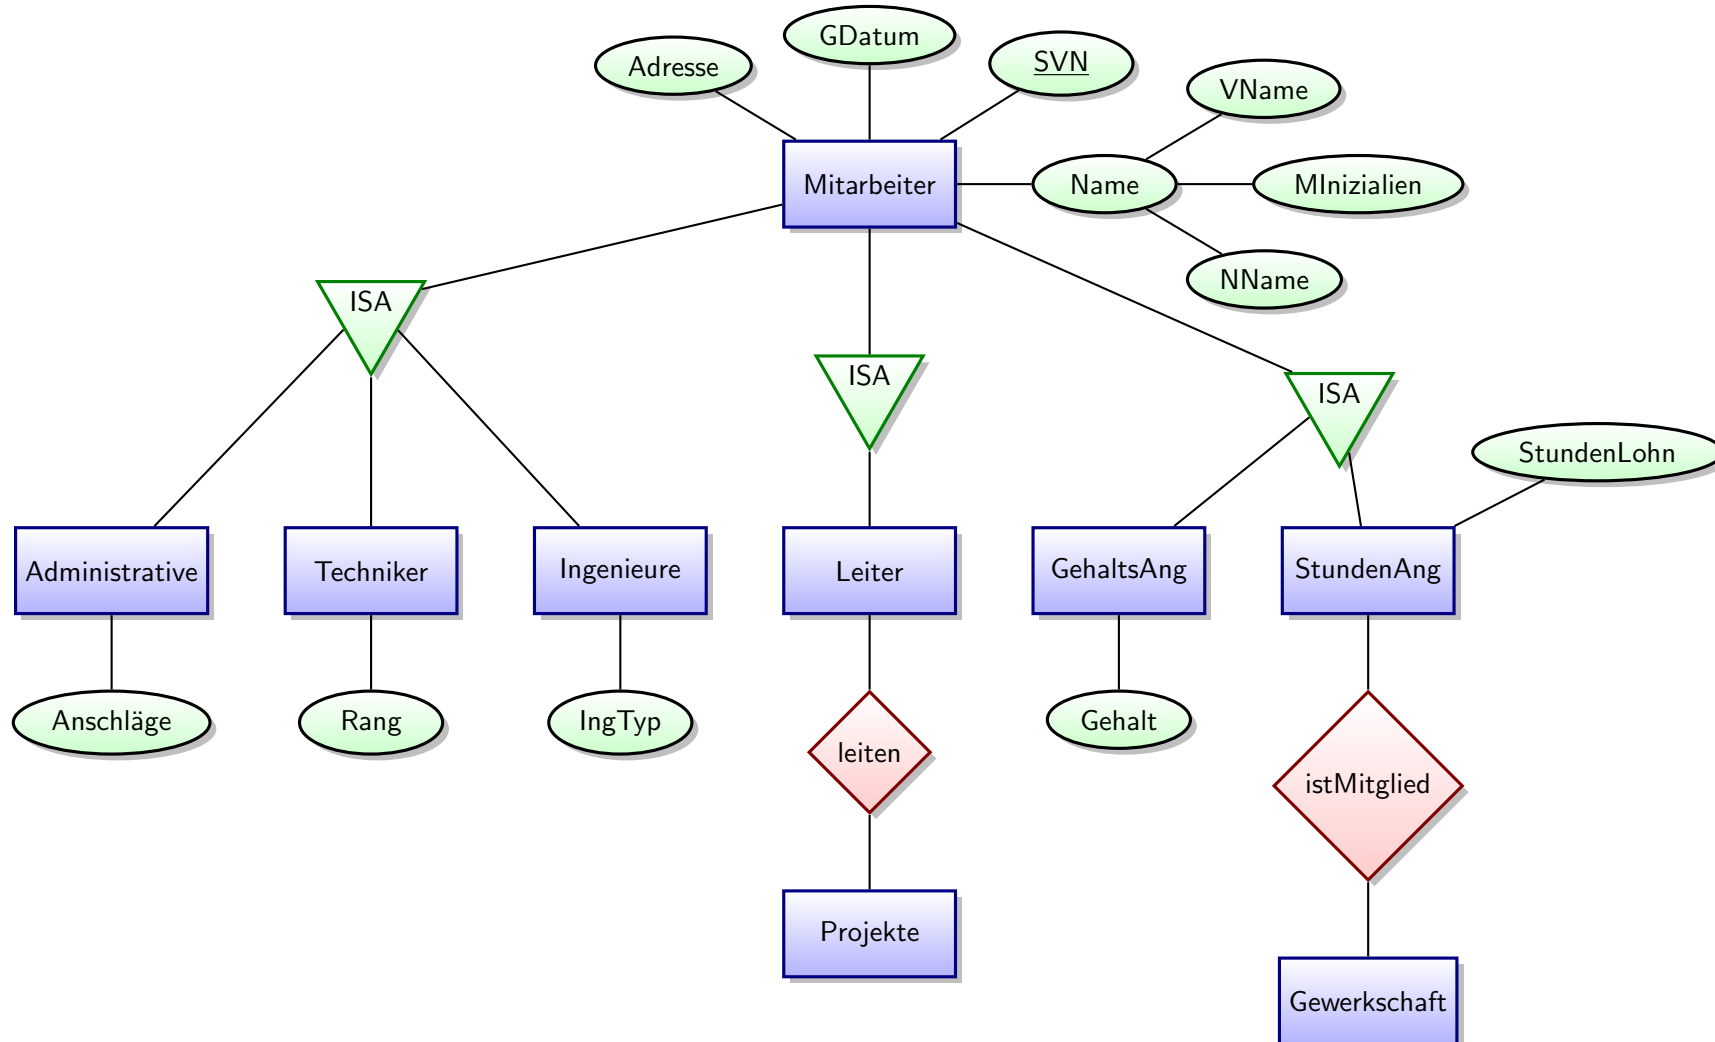 GDatum
Adresse
SVN
VName
Mitarbeiter
Name
MInizialien
NName
ISA
ISA
ISA
StundenLohn
Administrative
Techniker
Ingenieure
Leiter
GehaltsAng
StundenAng
Anschläge
Rang
IngTyp
Gehalt
leiten
istMitglied
Projekte
Gewerkschaft